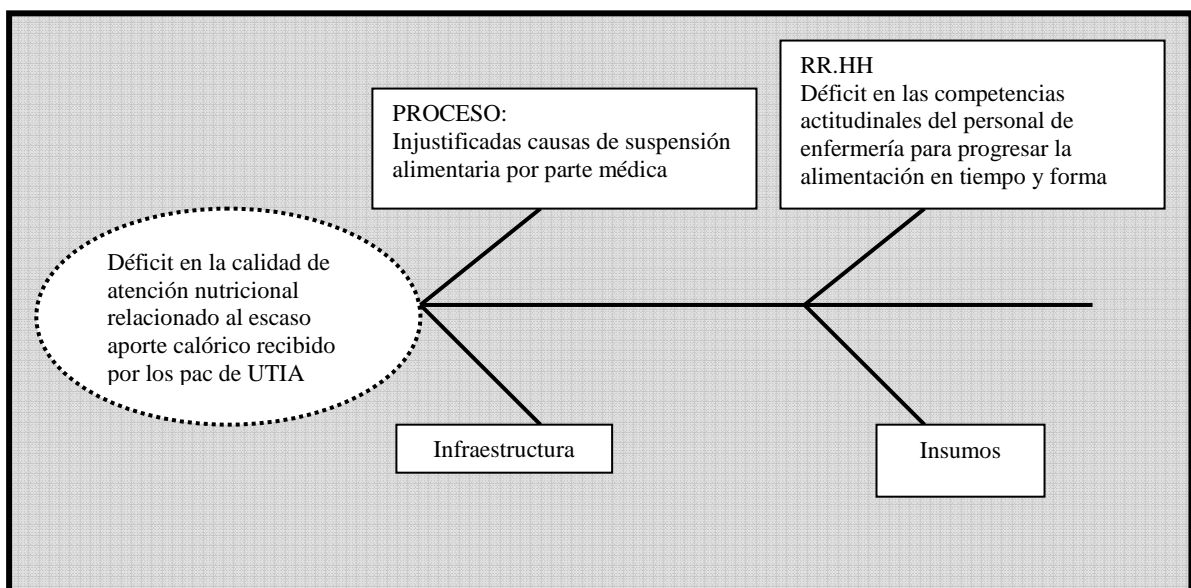 PROCESO:
Injustificadas causas de suspensión
alimentaria por parte médica
RR.HH
Déficit en las competencias
actitudinales del personal de
enfermería para progresar la
alimentación en tiempo y forma
Déficit en la calidad de
atención nutricional
relacionado al escaso
aporte calórico recibido
por los pac de UTIA
Infraestructura
Insumos